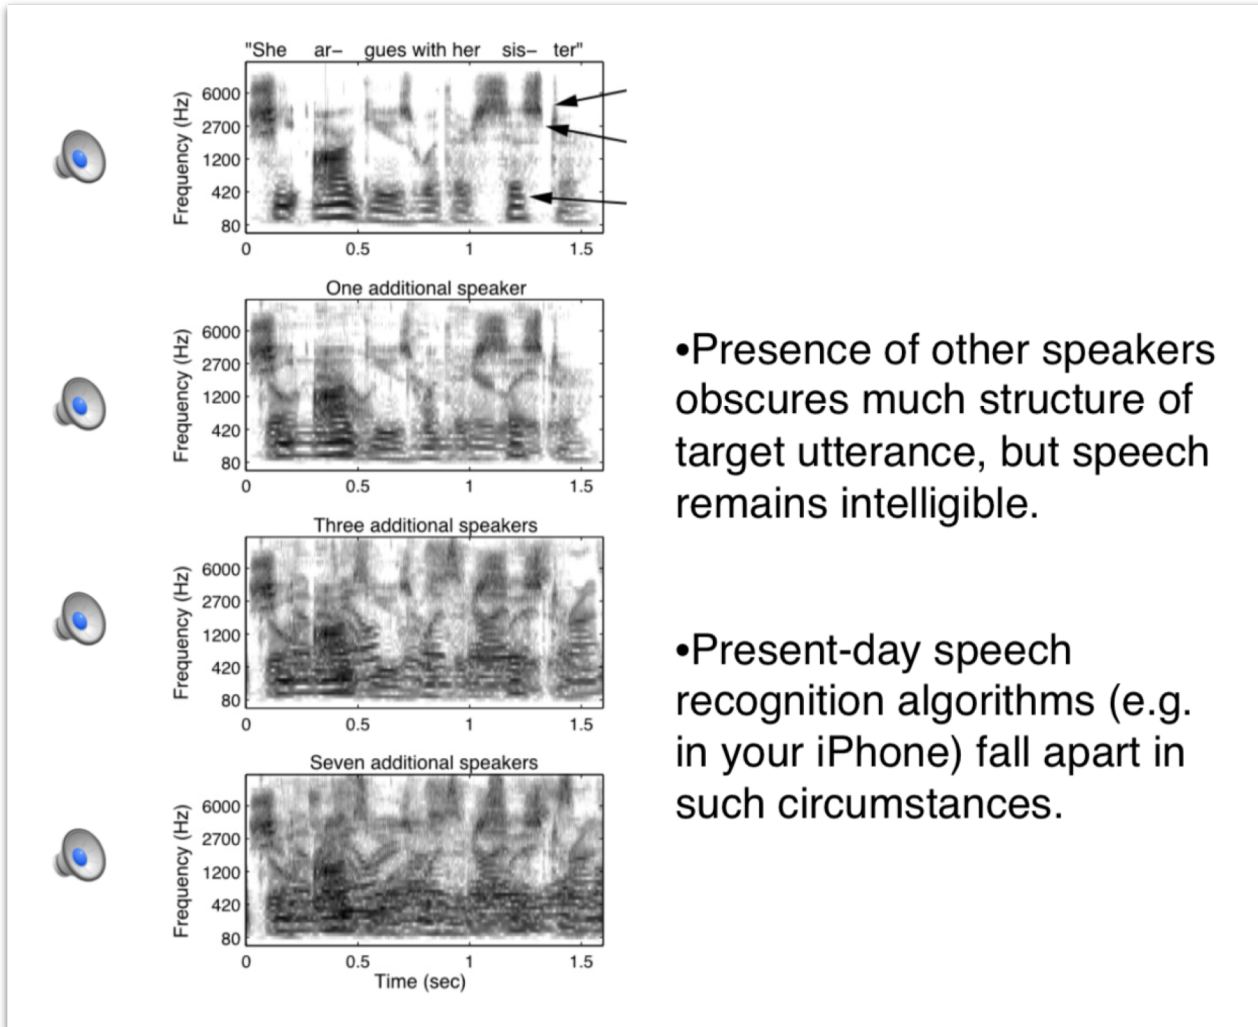 "She ar– gues with her sis– ter"
Frequency (Hz)
6000
2700
1200
420
80
0 0.5 1 1.5
One additional speaker
Frequency (Hz)
6000
2700
1200
420
80
0 0.5 1 1.5
Three additional speakers
Frequency (Hz)
6000
2700
1200
420
80
0 0.5 1 1.5
Seven additional speakers
Frequency (Hz)
6000
2700
1200
420
80
0 0.5 1 1.5
Time (sec)
•Presence of other speakers
obscures much structure of
target utterance, but speech
remains intelligible.
•Present-day speech
recognition algorithms (e.g.
in your iPhone) fall apart in
such circumstances.